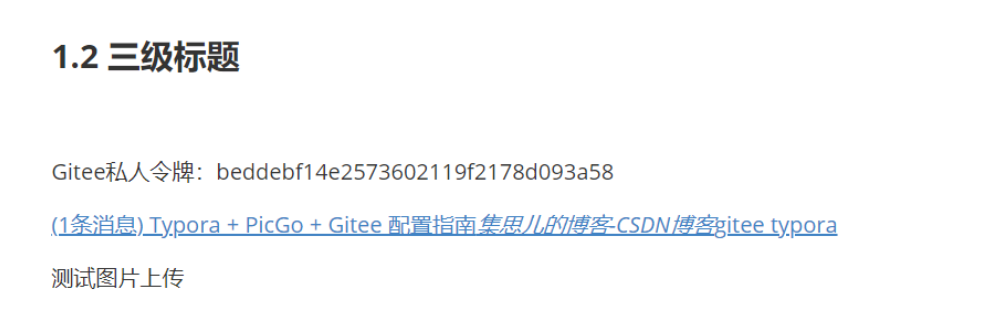 1.2 三级标题
Gitee私人令牌：beddebf14e2573602119f2178d093a58
(1条消息) Typora + PicGo + Gitee 配置指南集思儿的博客-CSDN博客gitee typora
测试图片上传